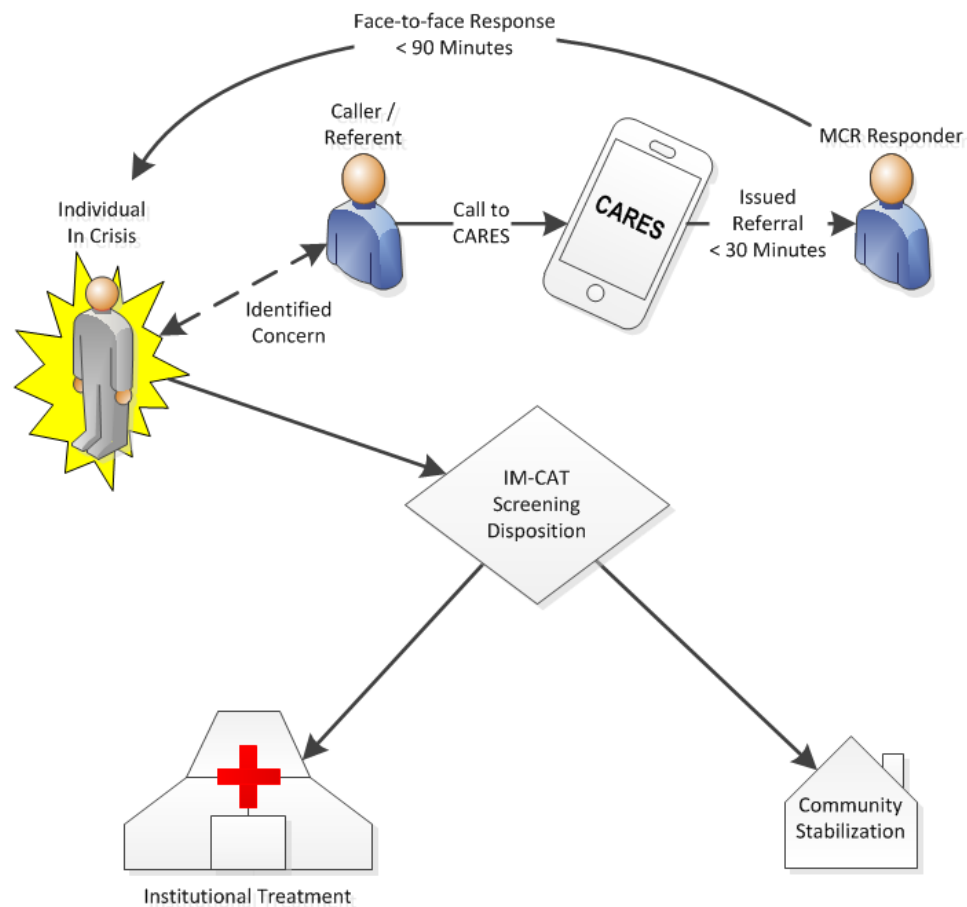 Face-to-face Response
< 90 Minutes
Caller /
Referent
MCR Responder
Individual
In Crisis
Call to
CARES
CARES
Issued
Referral
< 30 Minutes
Identified
Concern
IM-CAT
Screening
Disposition
Community
Stabilization
Institutional Treatment